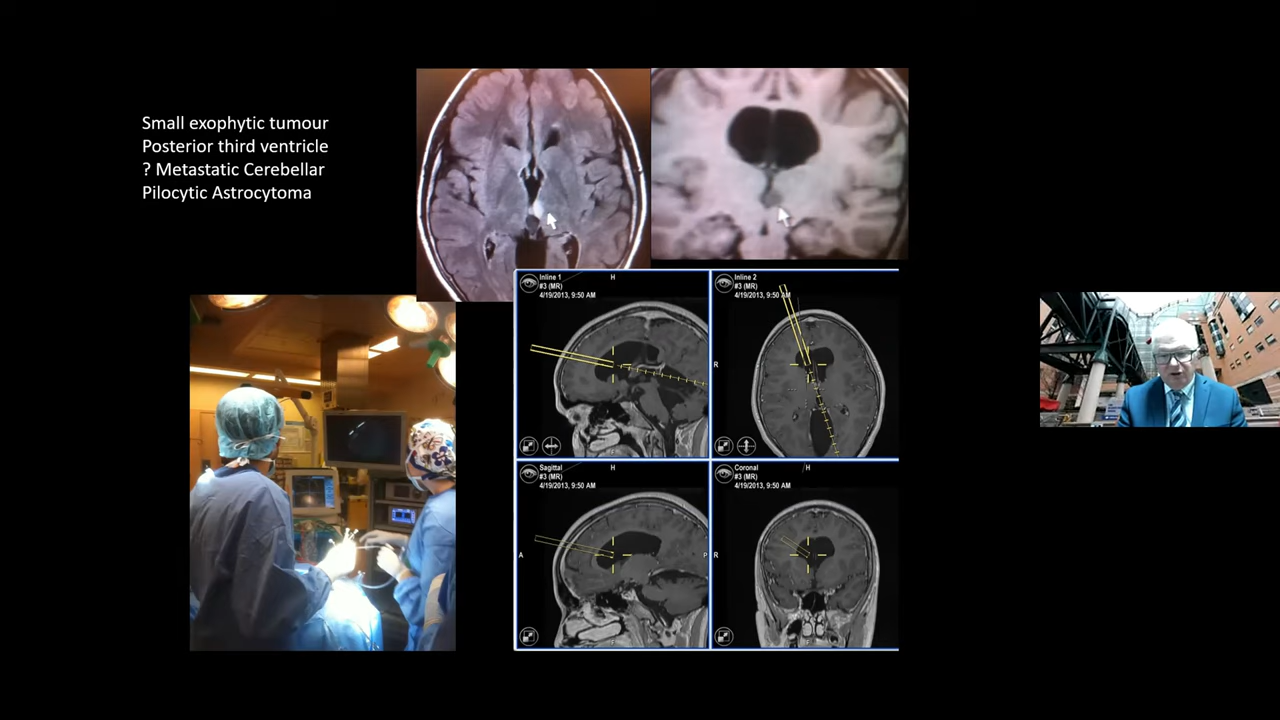 Small exophytic tumour
Posterior third ventricle
? Metastatic Cerebellar
Pilocytic Astrocytoma
Inline 1
#3 (MR)
4/19/2013, 9:50 AM
H
Inline 2
#3 (MR)
4/19/2013, 9:50 AM
R
Sagittal
#3 (MR)
4/19/2013, 9:50 AM
H
A
P
Coronal
#3 (MR)
4/19/2013, 9:50 AM
H
R